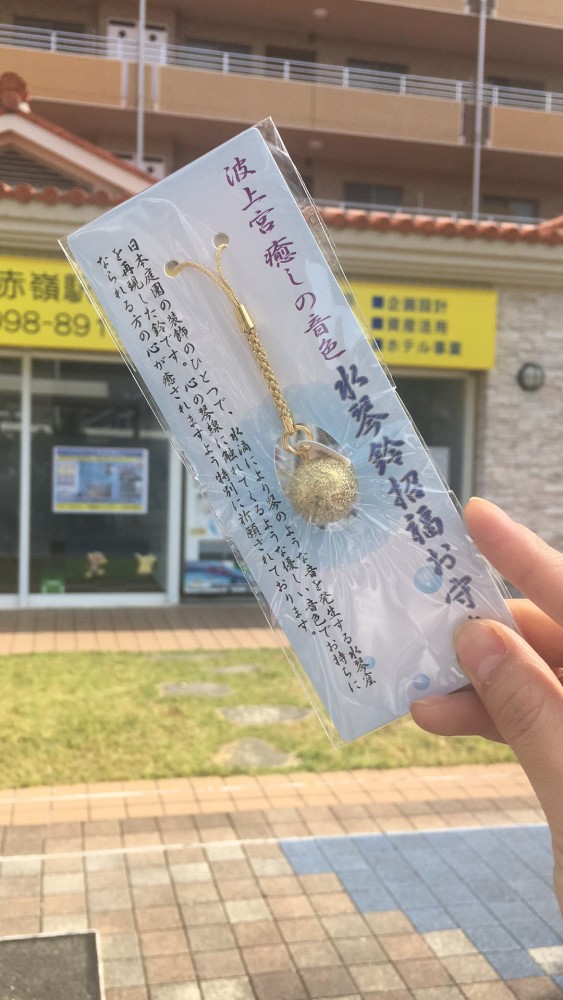 波上宮 癒しの音色
水琴鈴招福お守
日本庭園の装飾のひとつで、水滴により琴のような音を発生する水琴窟
を再現した鈴です。心の琴線に触れてくるような優しい音色でお持ちに
なられる方の心が癒されますよう特別に祈願されております。
赤嶺駅
098-891
■企画設計
■資産活用
■ホテル事業